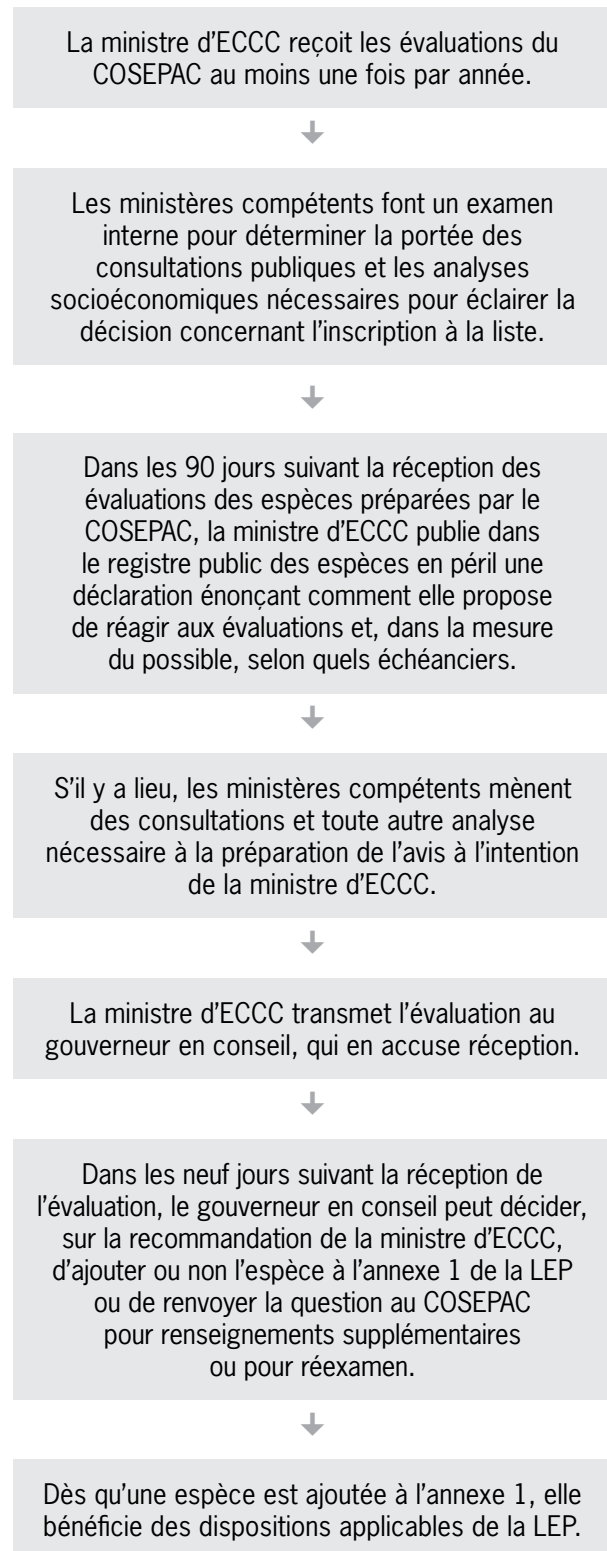 La ministre d’ECCC reçoit les évaluations du
COSEPAC au moins une fois par année.
Les ministères compétents font un examen
interne pour déterminer la portée des
consultations publiques et les analyses
socioéconomiques nécessaires pour éclairer la
décision concernant l’inscription à la liste.
Dans les 90 jours suivant la réception des
évaluations des espèces préparées par le
COSEPAC, la ministre d’ECCC publie dans
le registre public des espèces en péril une
déclaration énonçant comment elle propose
de réagir aux évaluations et, dans la mesure
du possible, selon quels échéanciers.
S’il y a lieu, les ministères compétents mènent
des consultations et toute autre analyse
nécessaire à la préparation de l’avis à l’intention
de la ministre d’ECCC.
La ministre d’ECCC transmet l’évaluation au
gouverneur en conseil, qui en accuse réception.
Dans les neuf jours suivant la réception de
l’évaluation, le gouverneur en conseil peut décider,
sur la recommandation de la ministre d’ECCC,
d’ajouter ou non l’espèce à l’annexe 1 de la LEP
ou de renvoyer la question au COSEPAC
pour renseignements supplémentaires
ou pour réexamen.
Dès qu’une espèce est ajoutée à l’annexe 1, elle
bénéficie des dispositions applicables de la LEP.